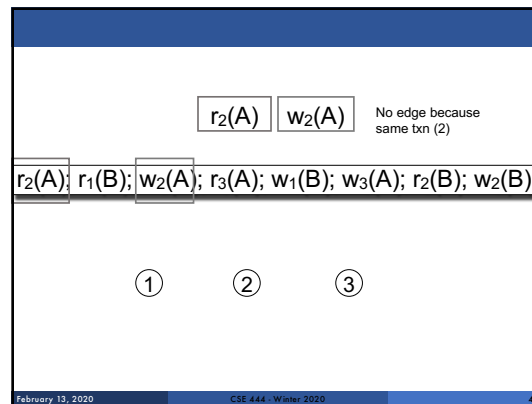 r₂(A) w₂(A) No edge because
same txn (2)
r₂(A); r₁(B); w₂(A); r₃(A); w₁(B); w₃(A); r₂(B); w₂(B)
1 2 3
February 13, 2020 CSE 444 - Winter 2020